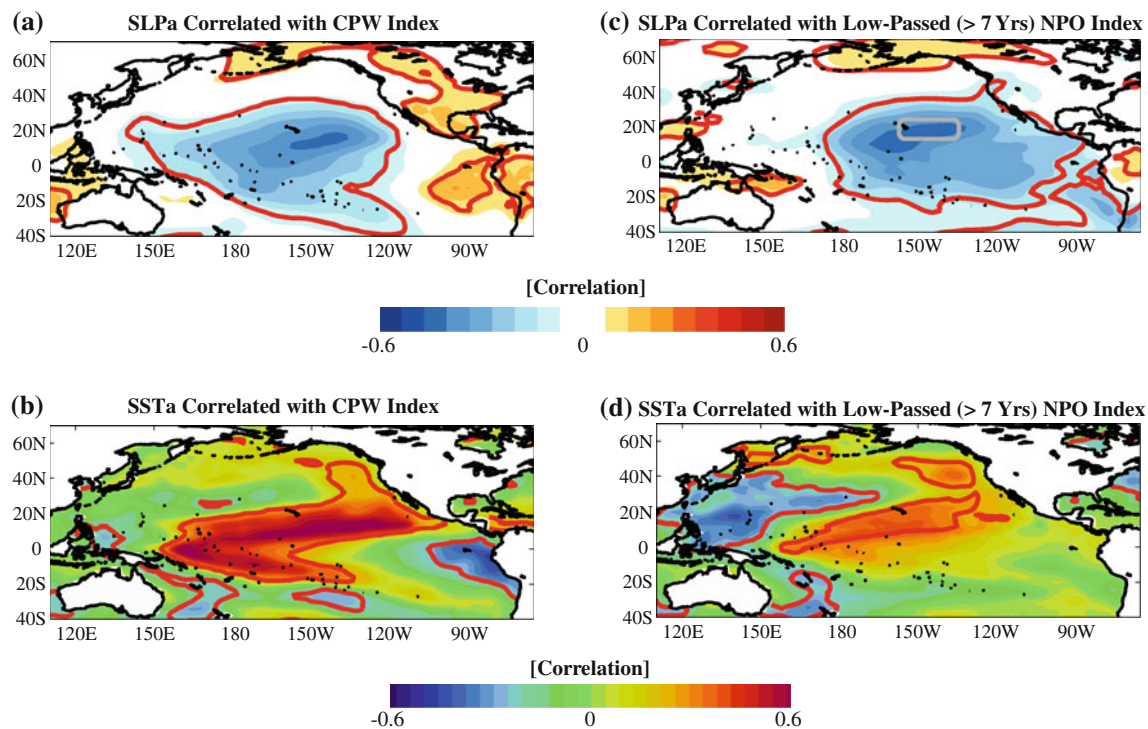 (a) SLPa Correlated with CPW Index
60N
40N
20N
0
20S
40S
120E 150E 180 150W 120W 90W
(c) SLPa Correlated with Low-Passed (> 7 Yrs) NPO Index
60N
40N
20N
0
20S
40S
120E 150E 180 150W 120W 90W
[Correlation]
-0.6 0 0.6
(b) SSTa Correlated with CPW Index
60N
40N
20N
0
20S
40S
120E 150E 180 150W 120W 90W
(d) SSTa Correlated with Low-Passed (> 7 Yrs) NPO Index
60N
40N
20N
0
20S
40S
120E 150E 180 150W 120W 90W
[Correlation]
-0.6 0 0.6